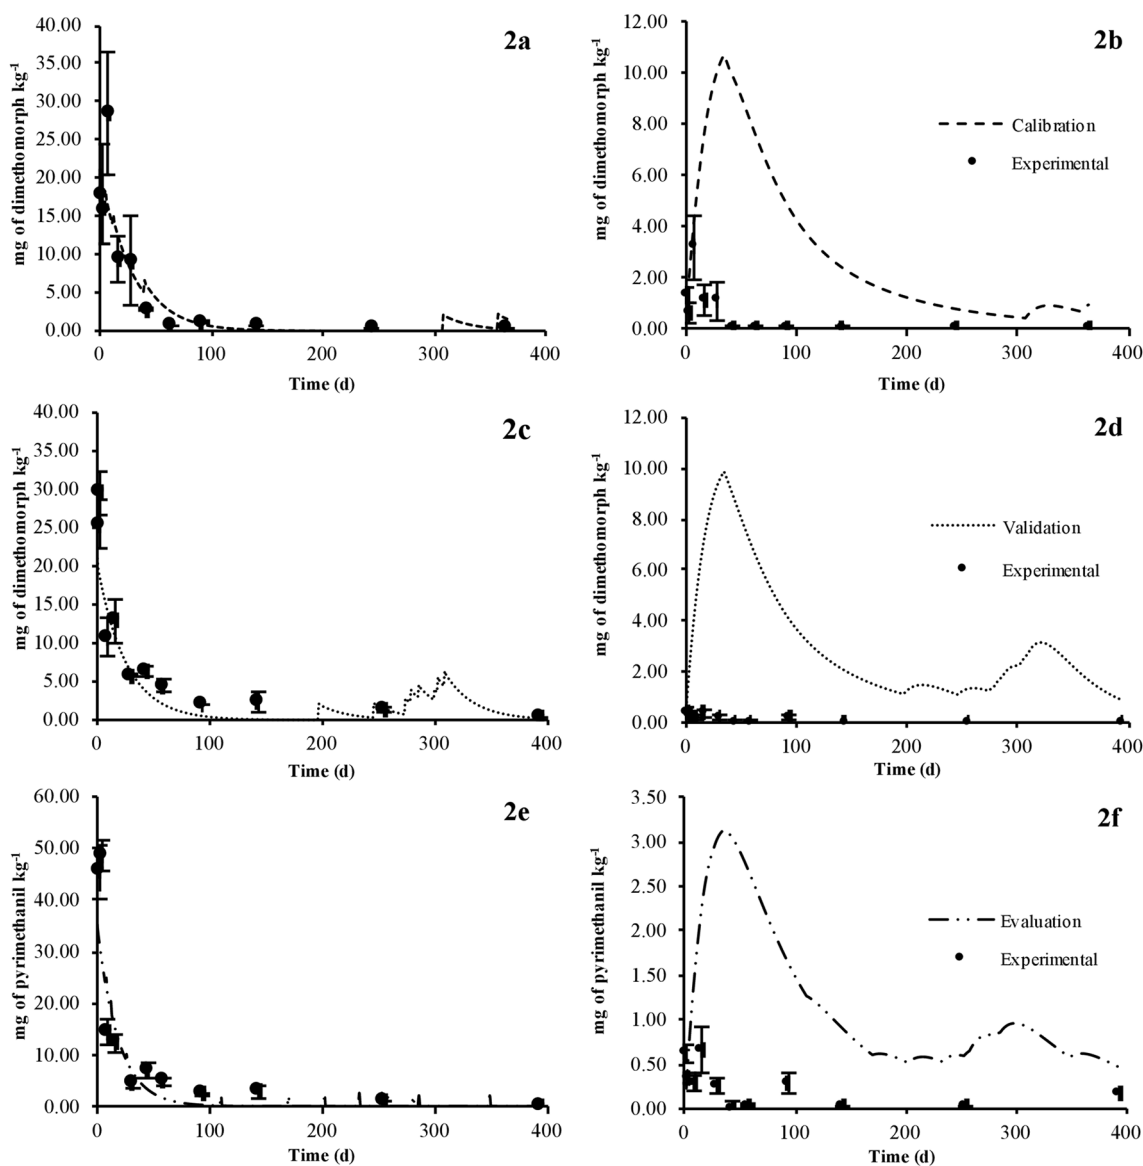 2a
mg of dimethomorph kg-1
40.00
35.00
30.00
25.00
20.00
15.00
10.00
5.00
0.00
0 100 200 300 400
Time (d)
2b
mg of dimethomorph kg-1
12.00
10.00
8.00
6.00
4.00
2.00
0.00
0 100 200 300 400
Time (d)
Calibration
Experimental
2c
mg of dimethomorph kg-1
40.00
35.00
30.00
25.00
20.00
15.00
10.00
5.00
0.00
0 100 200 300 400
Time (d)
2d
mg of dimethomorph kg-1
12.00
10.00
8.00
6.00
4.00
2.00
0.00
0 100 200 300 400
Time (d)
Validation
Experimental
2e
mg of pyrimethanil kg-1
60.00
50.00
40.00
30.00
20.00
10.00
0.00
0 100 200 300 400
Time (d)
2f
mg of pyrimethanil kg-1
3.50
3.00
2.50
2.00
1.50
1.00
0.50
0.00
0 100 200 300 400
Time (d)
Evaluation
Experimental